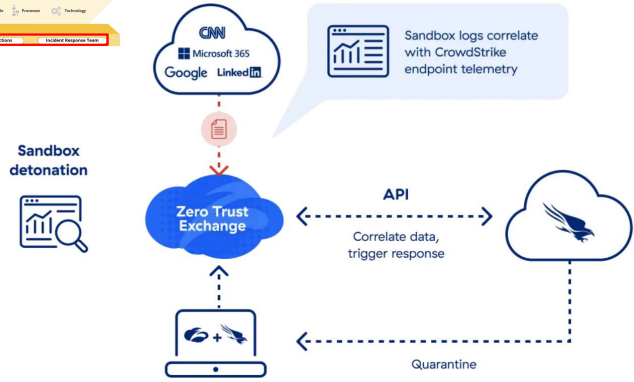 Processes
Technology
Incident Response Team
CNN
Microsoft 365
Google Linkedin
Sandbox logs correlate
with CrowdStrike
endpoint telemetry
Sandbox
detonation
Zero Trust
Exchange
API
Correlate data,
trigger response
+
Quarantine